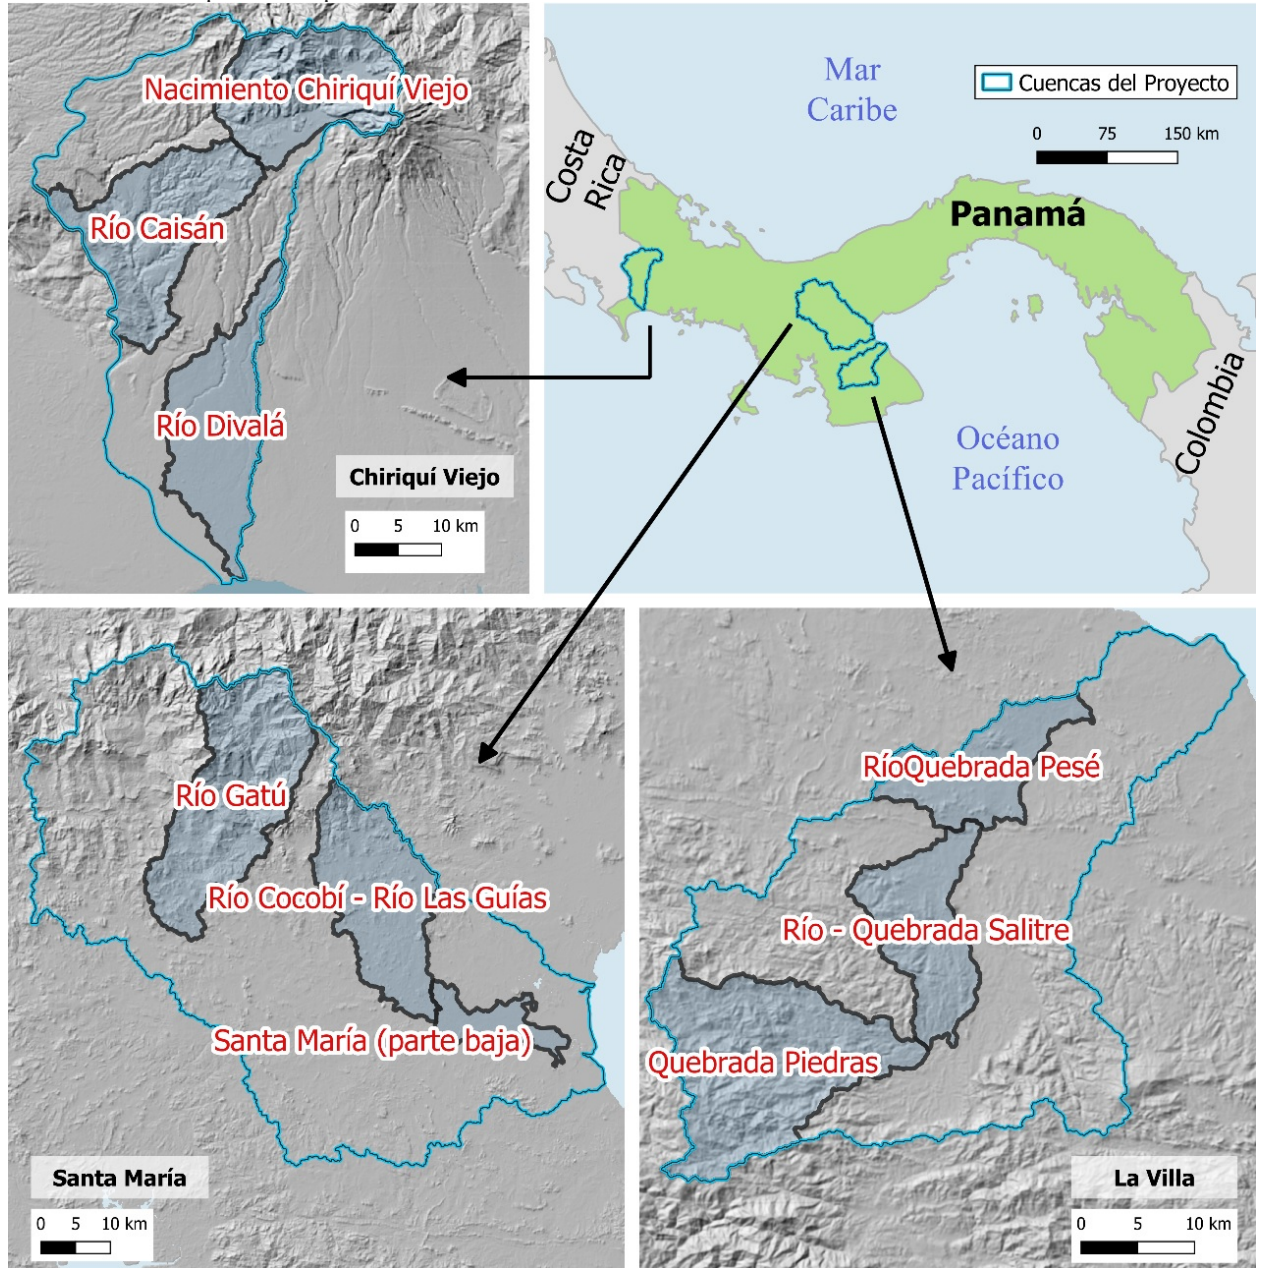 Nacimiento Chiriquí Viejo
Río Caisán
Río Divalá
Chiriquí Viejo
0 5 10 km
Mar
Caribe
Cuencas del Proyecto
0 75 150 km
Costa
Rica
Panamá
Océano
Pacífico
Colombia
Río Gatú
Río Cocobí - Río Las Guías
Santa María (parte baja)
Santa María
0 5 10 km
RíoQuebrada Pesé
Río - Quebrada Salitre
Quebrada Piedras
La Villa
0 5 10 km